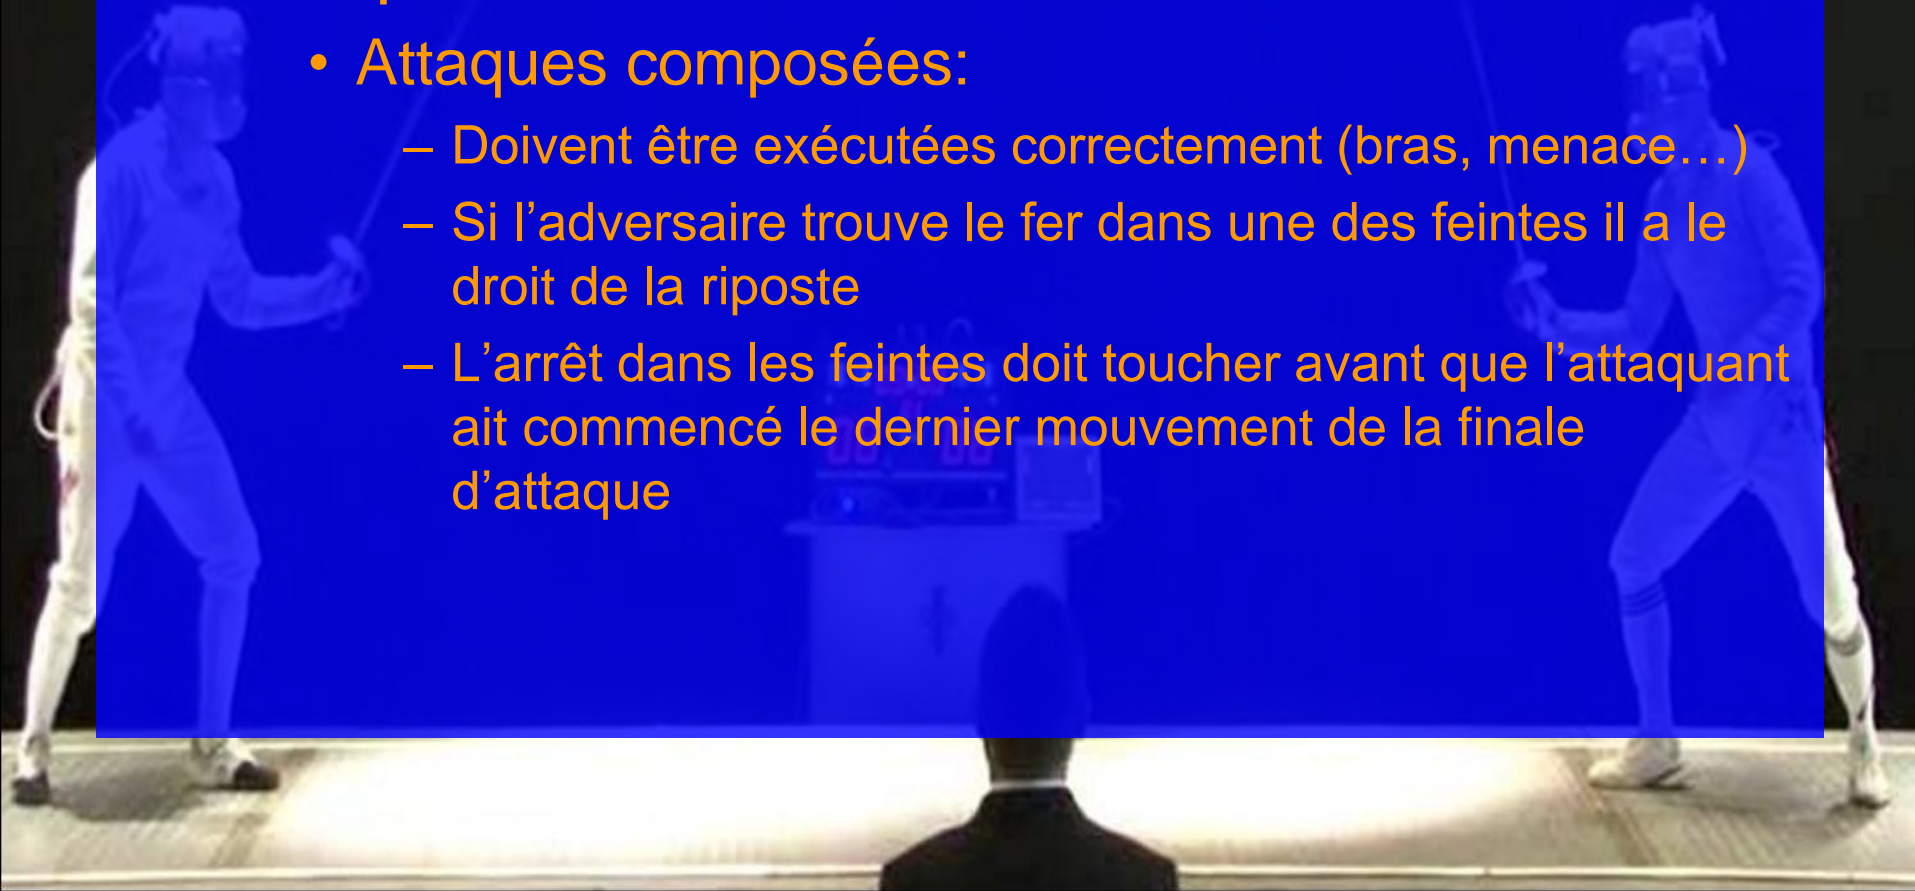 • Attaques composées:
– Doivent être exécutées correctement (bras, menace…)
– Si l’adversaire trouve le fer dans une des feintes il a le
droit de la riposte
– L’arrêt dans les feintes doit toucher avant que l’attaquant
ait commencé le dernier mouvement de la finale
d’attaque